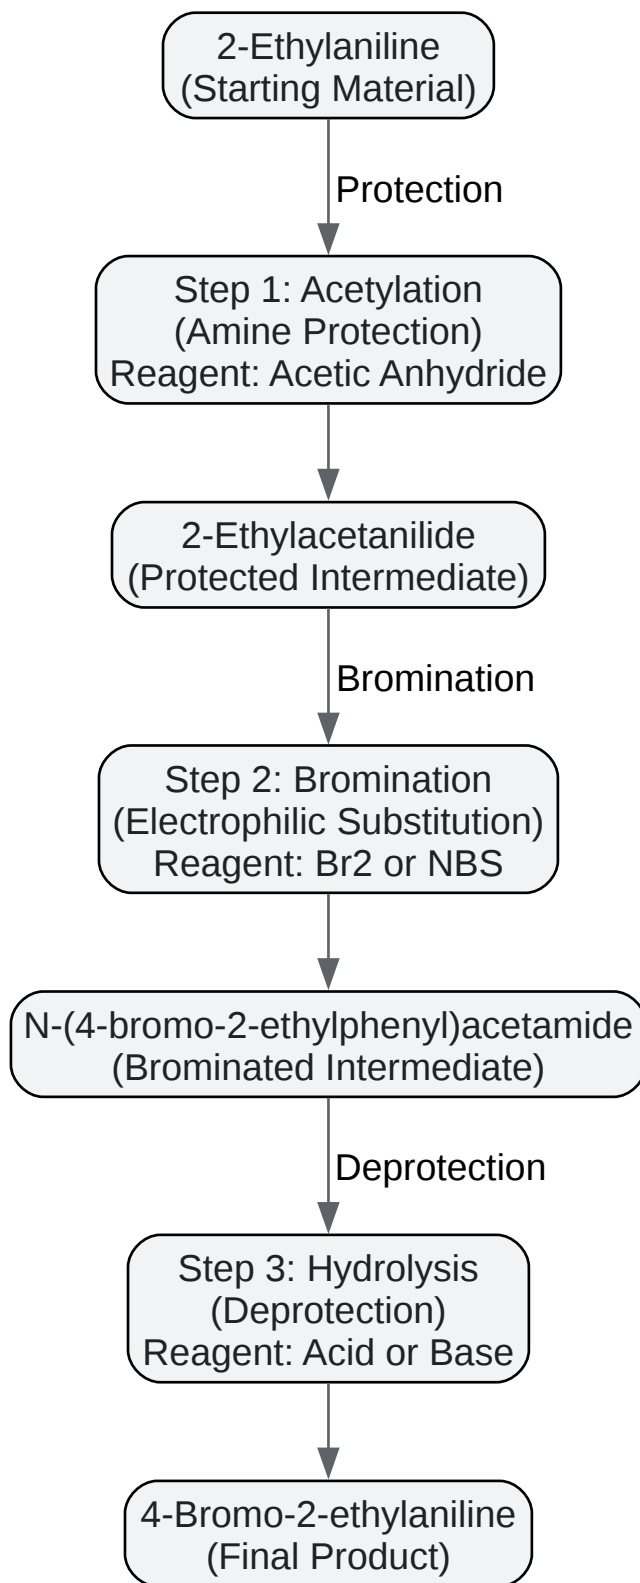 2-Ethylaniline
(Starting Material)
Protection
Step 1: Acetylation
(Amine Protection)
Reagent: Acetic Anhydride
2-Ethylacetanilide
(Protected Intermediate)
Bromination
Step 2: Bromination
(Electrophilic Substitution)
Reagent: Br2 or NBS
N-(4-bromo-2-ethylphenyl)acetamide
(Brominated Intermediate)
Deprotection
Step 3: Hydrolysis
(Deprotection)
Reagent: Acid or Base
4-Bromo-2-ethylaniline
(Final Product)